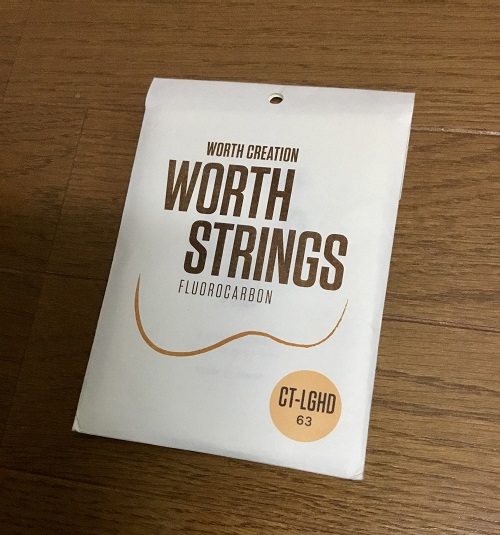 WORTH CREATION
WORTH
STRINGS
FLUOROCARBON
CT-LGHD
63